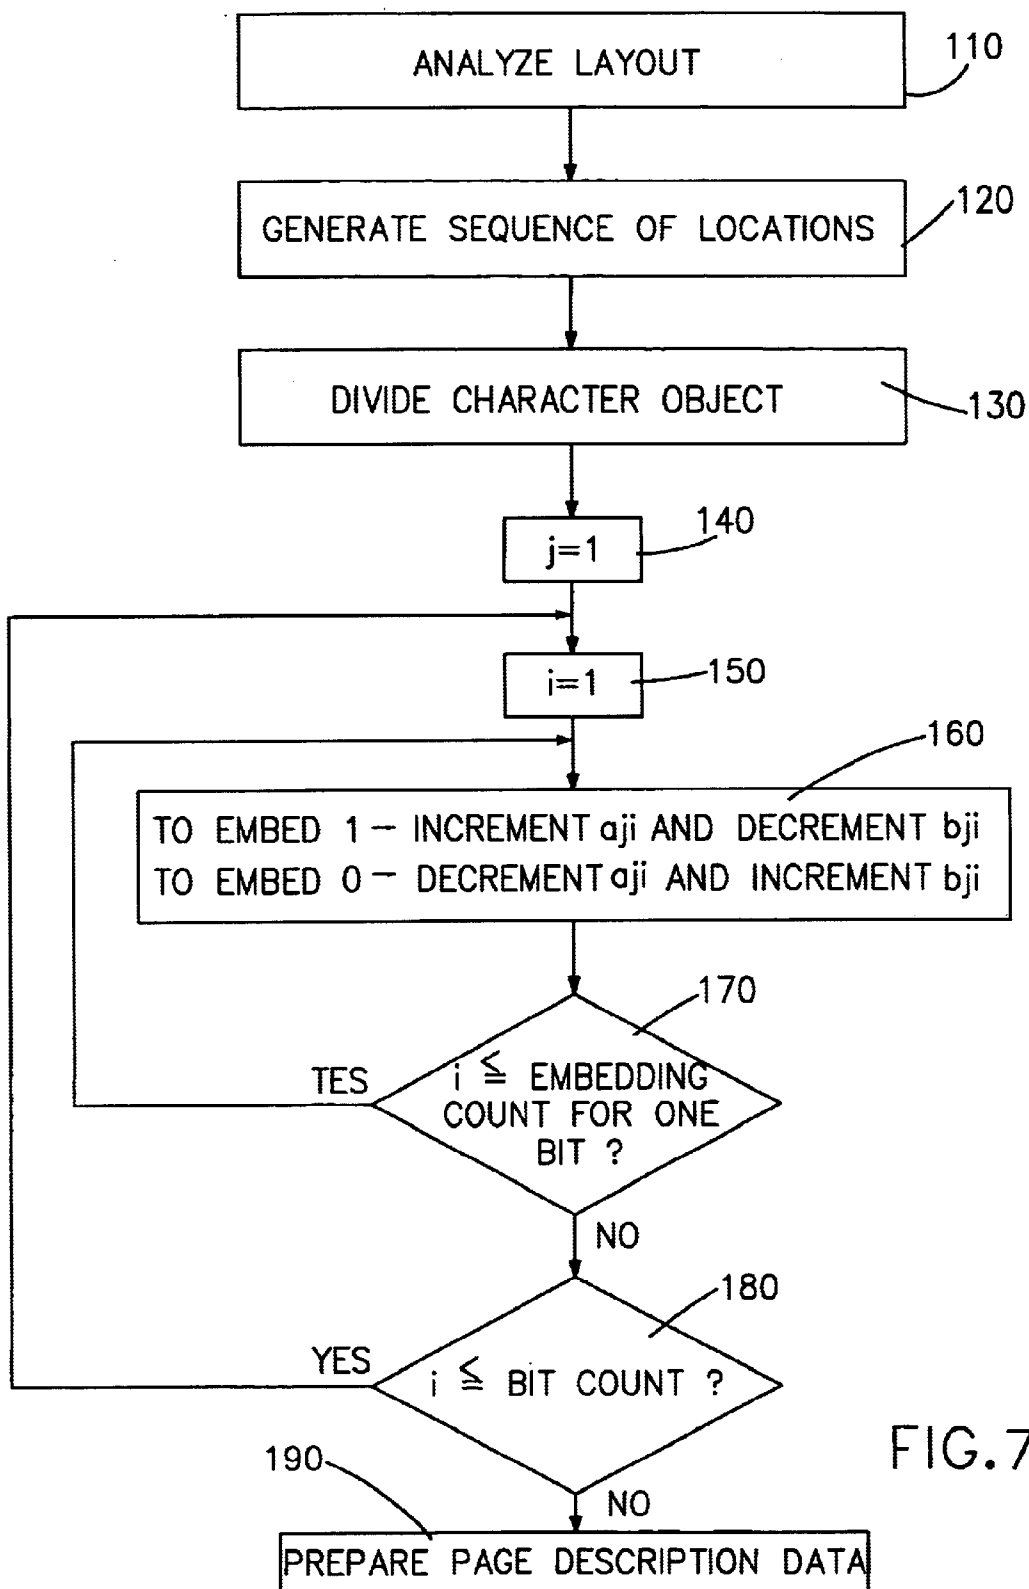 ANALYZE LAYOUT
110
GENERATE SEQUENCE OF LOCATIONS
120
DIVIDE CHARACTER OBJECT
130
j=1
140
i=1
150
160
TO EMBED 1 – INCREMENT aji AND DECREMENT bji
TO EMBED 0 – DECREMENT aji AND INCREMENT bji
170
TES
i ≦ EMBEDDING
COUNT FOR ONE
BIT ?
NO
180
YES
i ≦ BIT COUNT ?
FIG.7
190
NO
PREPARE PAGE DESCRIPTION DATA